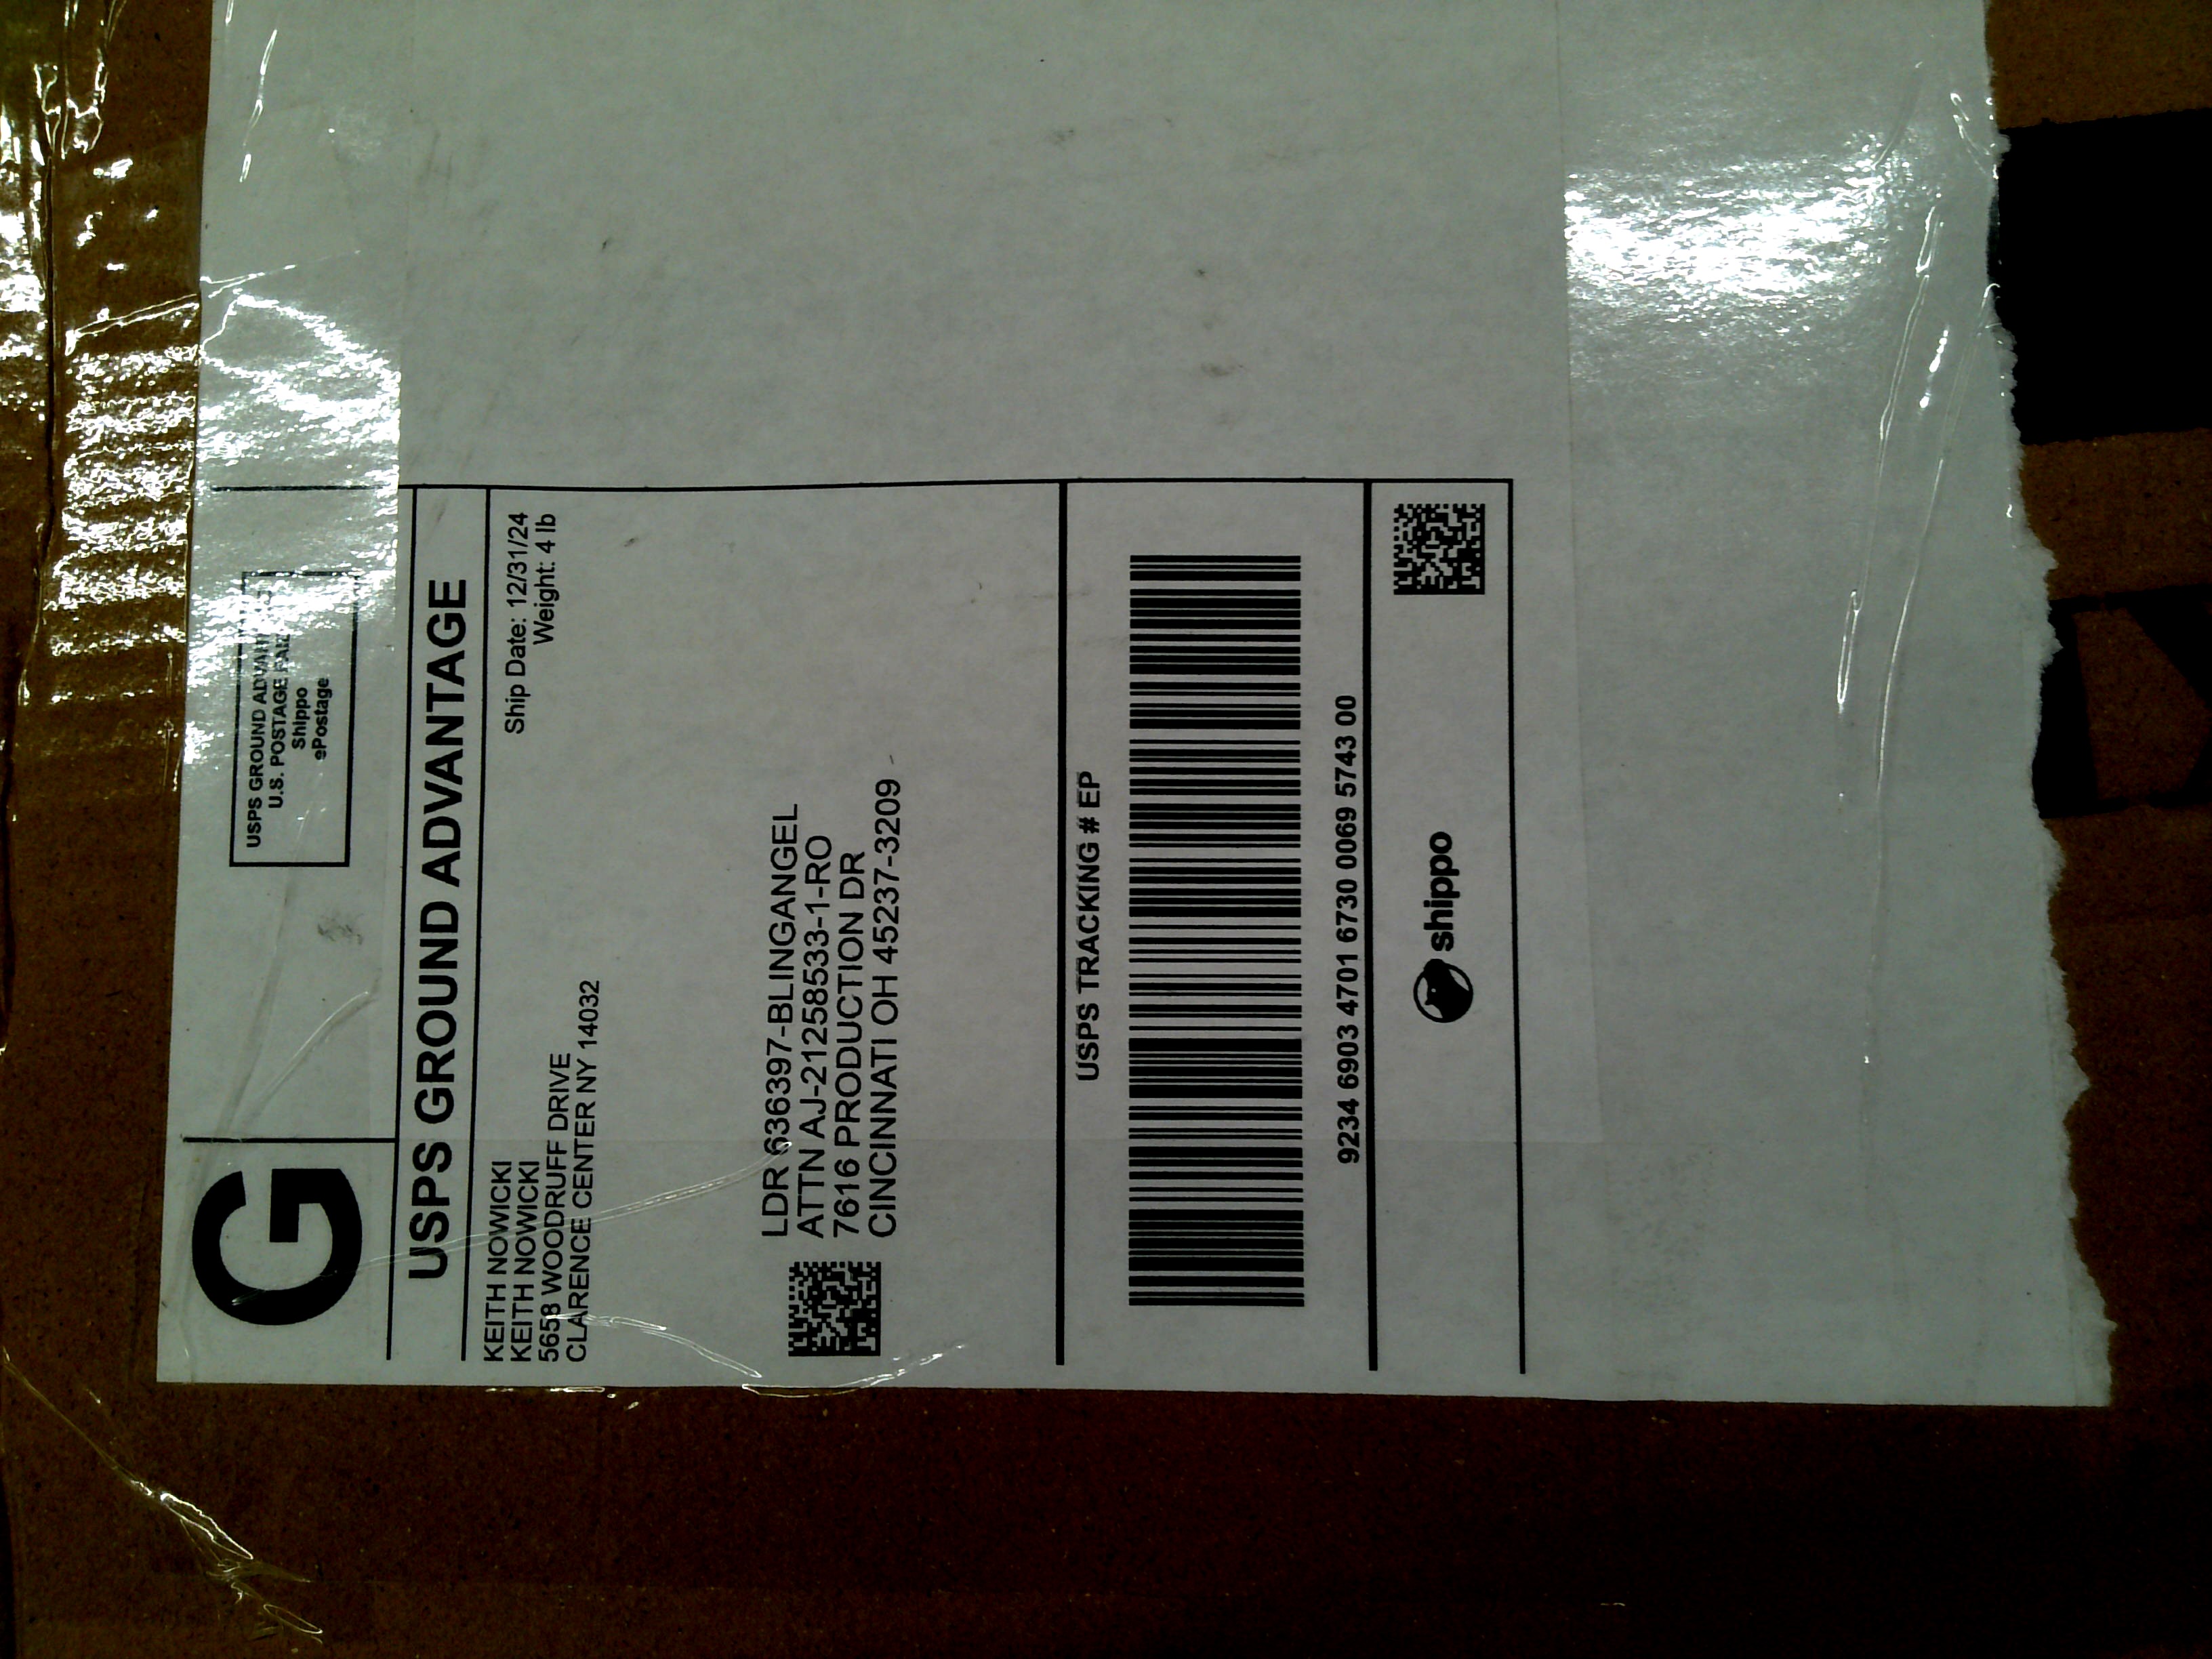 G
USPS GROUND ADVANTAGE
U.S. POSTAGE PAID
Shippo
ePostage
USPS GROUND ADVANTAGE
Ship Date: 12/31/24
Weight: 4 lb
KEITH NOWICKI
KEITH NOWICKI
5658 WOODRUFF DRIVE
CLARENCE CENTER NY 14032
LDR 636397-BLINGANGEL
ATTN AJ-21258533-1-RO
7616 PRODUCTION DR
CINCINNATI OH 45237-3209
USPS TRACKING # EP
9234 6903 4701 6730 0069 5743 00
shippo